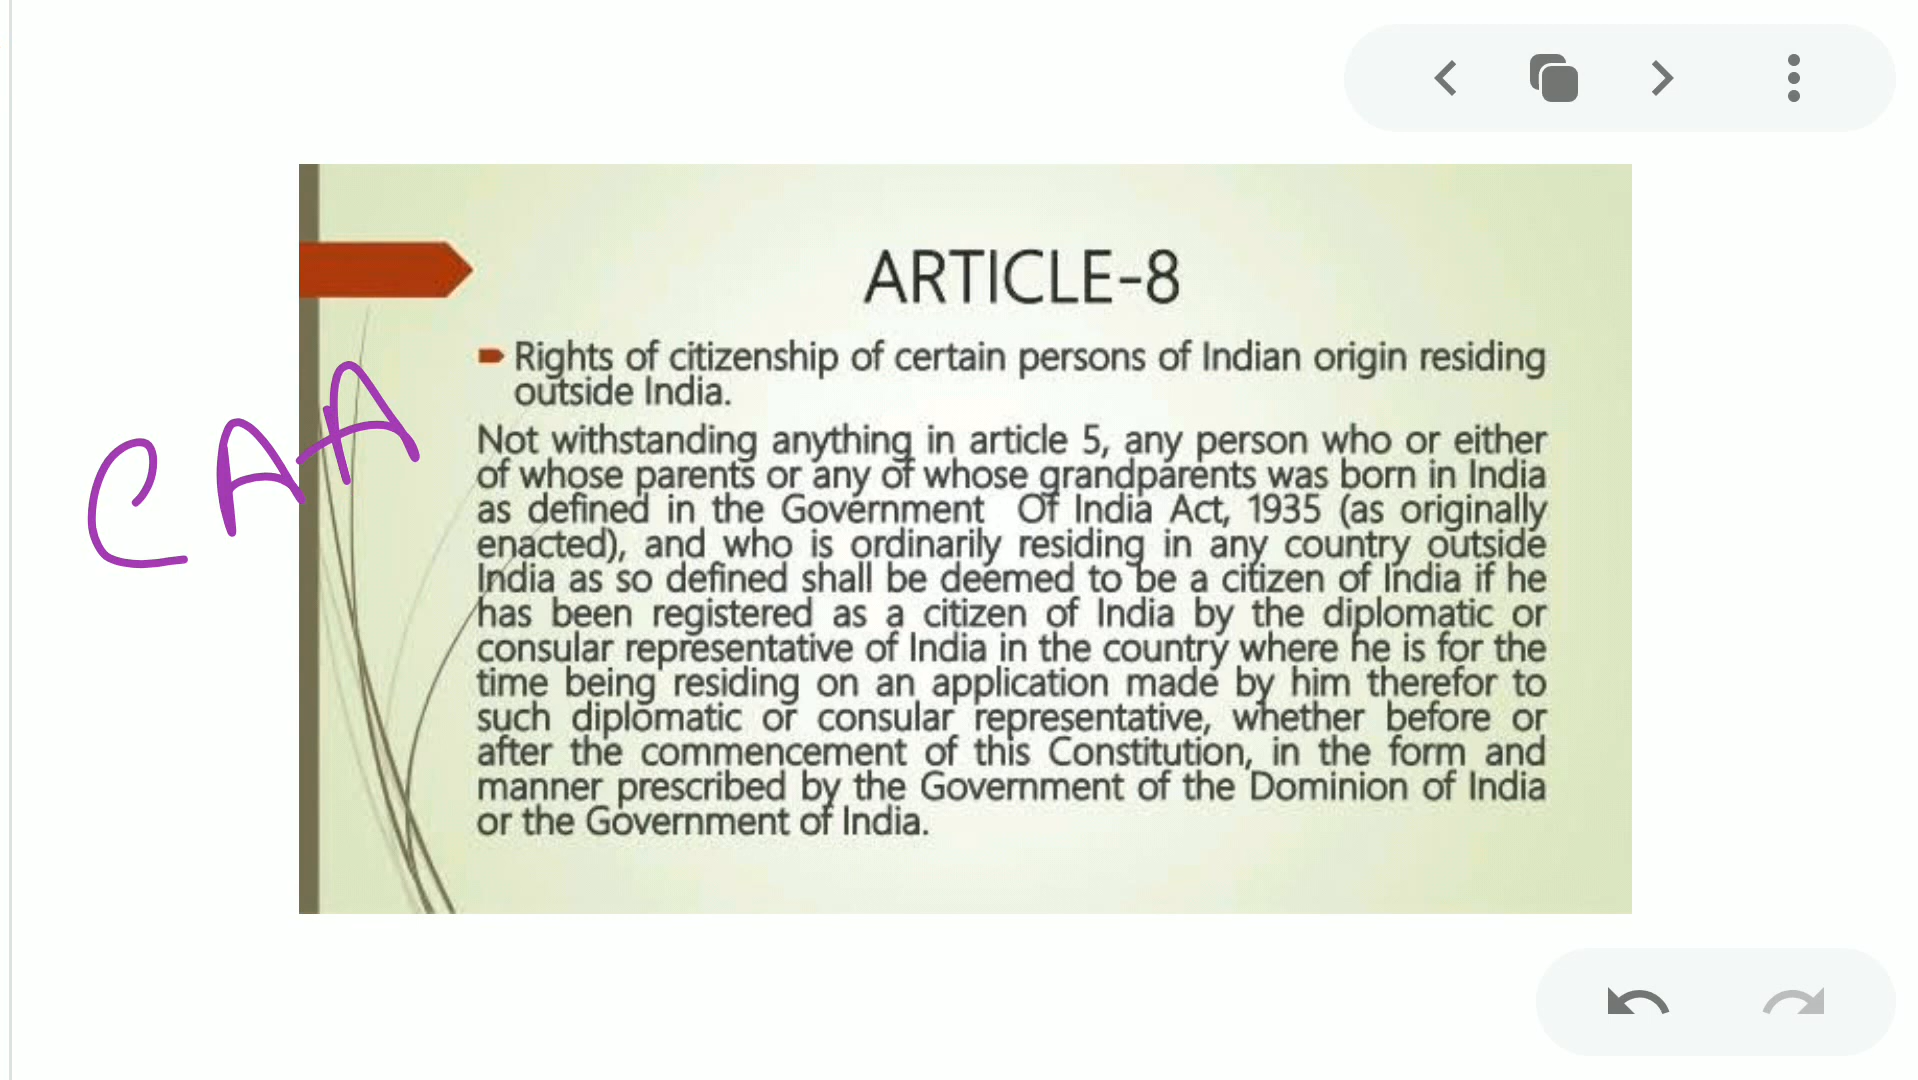 ARTICLE-8
Rights of citizenship of certain persons of Indian origin residing
outside India.
Not withstanding anything in article 5, any person who or either
of whose parents or any of whose grandparents was born in India
as defined in the Government Of India Act, 1935 (as originally
enacted), and who is ordinarily residing in any country outside
India as so defined shall be deemed to be a citizen of India if he
has been registered as a citizen of India by the diplomatic or
consular representative of India in the country where he is for the
time being residing on an application made by him therefor to
such diplomatic or consular representative, whether before or
after the commencement of this Constitution, in the form and
manner prescribed by the Government of the Dominion of India
or the Government of India.
CAA